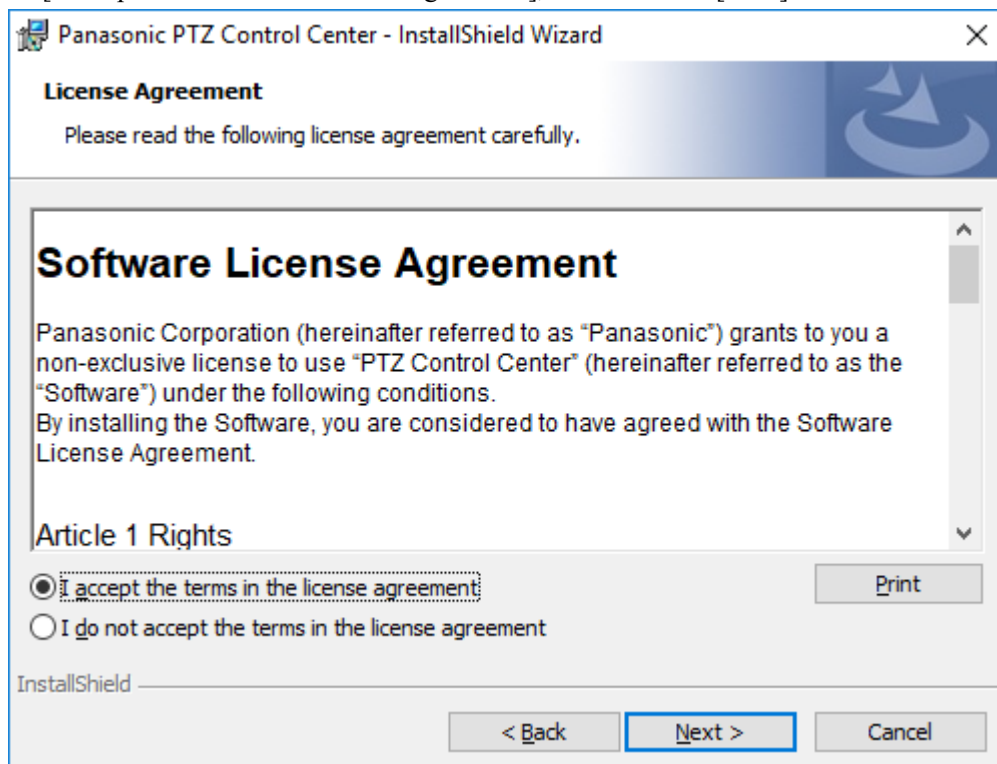 Panasonic PTZ Control Center - InstallShield Wizard
License Agreement
Please read the following license agreement carefully.
Software License Agreement
Panasonic Corporation (hereinafter referred to as “Panasonic”) grants to you a
non-exclusive license to use “PTZ Control Center” (hereinafter referred to as the
“Software”) under the following conditions.
By installing the Software, you are considered to have agreed with the Software
License Agreement.
Article 1 Rights
I accept the terms in the license agreement
Print
I do not accept the terms in the license agreement
InstallShield
< Back
Next >
Cancel